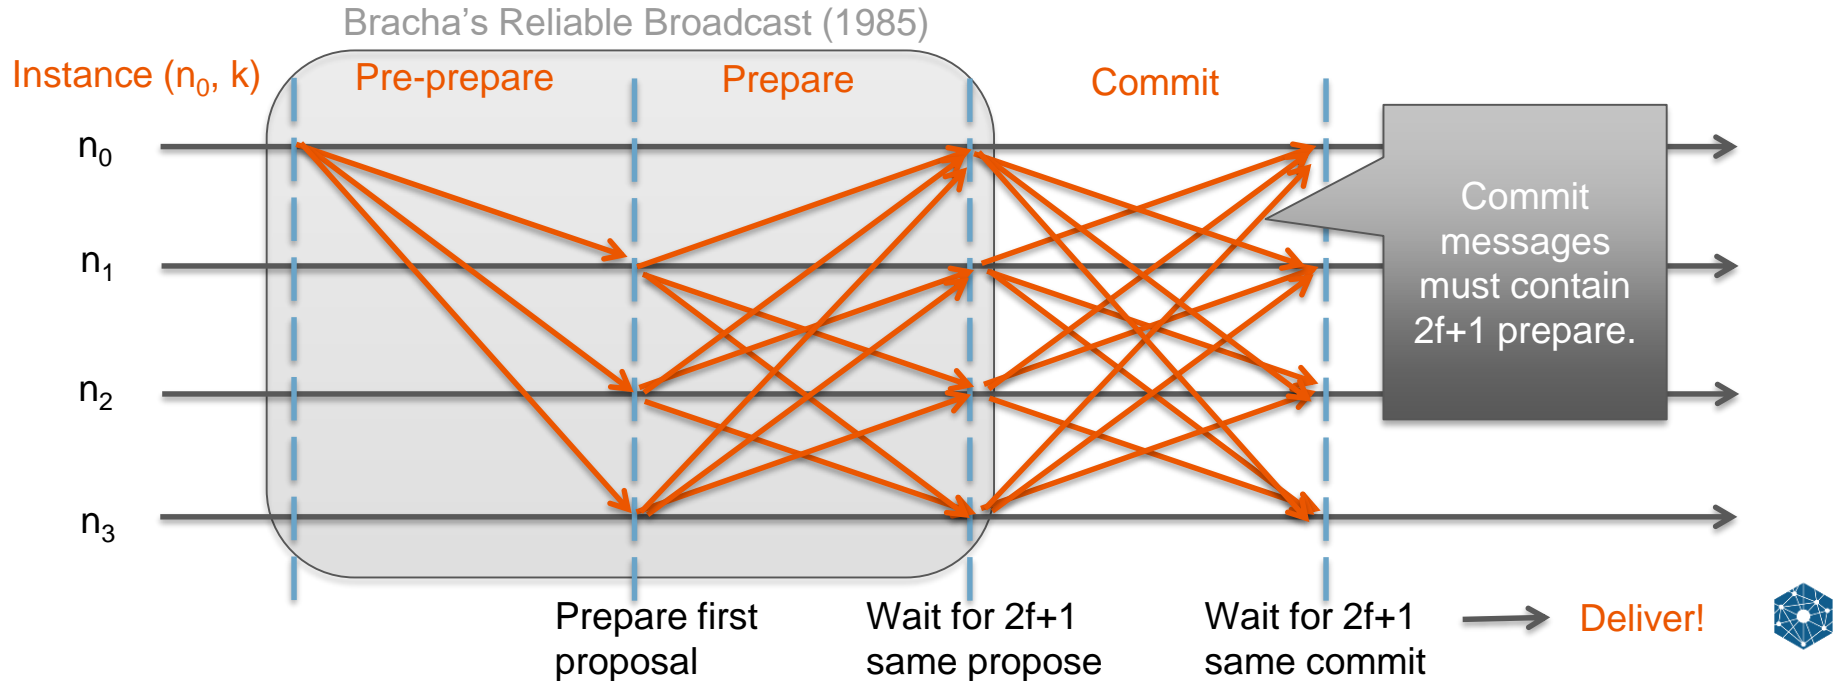 Bracha’s Reliable Broadcast (1985)
Instance (n₀, k)
Pre-prepare
Prepare
Commit
n₀
n₁
n₂
n₃
Commit
messages
must contain
2f+1 prepare.
Prepare first
proposal
Wait for 2f+1
same propose
Wait for 2f+1
same commit
Deliver!